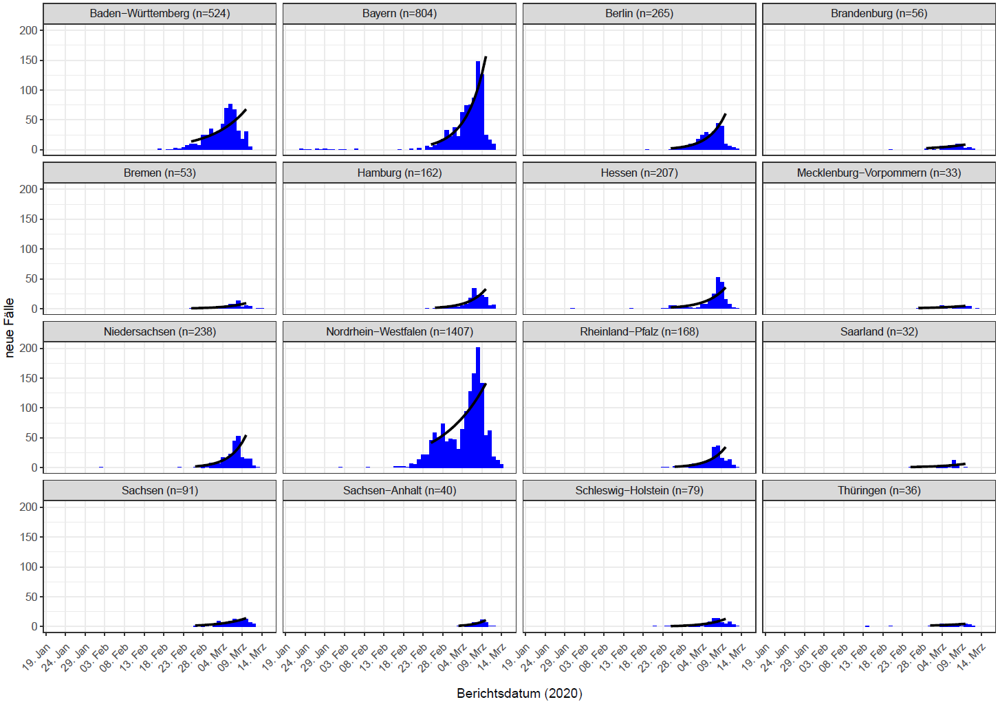 Baden−Württemberg (n=524)
Bayern (n=804)
Berlin (n=265)
Brandenburg (n=56)
200
150
100
50
0
Bremen (n=53)
Hamburg (n=162)
Hessen (n=207)
Mecklenburg−Vorpommern (n=33)
200
150
100
50
0
neue Fälle
Niedersachsen (n=238)
Nordrhein−Westfalen (n=1407)
Rheinland−Pfalz (n=168)
Saarland (n=32)
200
150
100
50
0
Sachsen (n=91)
Sachsen−Anhalt (n=40)
Schleswig−Holstein (n=79)
Thüringen (n=36)
200
150
100
50
0
19. Jan 24. Jan 29. Jan 03. Feb 08. Feb 13. Feb 18. Feb 23. Feb 28. Feb 04. Mrz 09. Mrz 14. Mrz
19. Jan 24. Jan 29. Jan 03. Feb 08. Feb 13. Feb 18. Feb 23. Feb 28. Feb 04. Mrz 09. Mrz 14. Mrz
19. Jan 24. Jan 29. Jan 03. Feb 08. Feb 13. Feb 18. Feb 23. Feb 28. Feb 04. Mrz 09. Mrz 14. Mrz
19. Jan 24. Jan 29. Jan 03. Feb 08. Feb 13. Feb 18. Feb 23. Feb 28. Feb 04. Mrz 09. Mrz 14. Mrz
Berichtsdatum (2020)